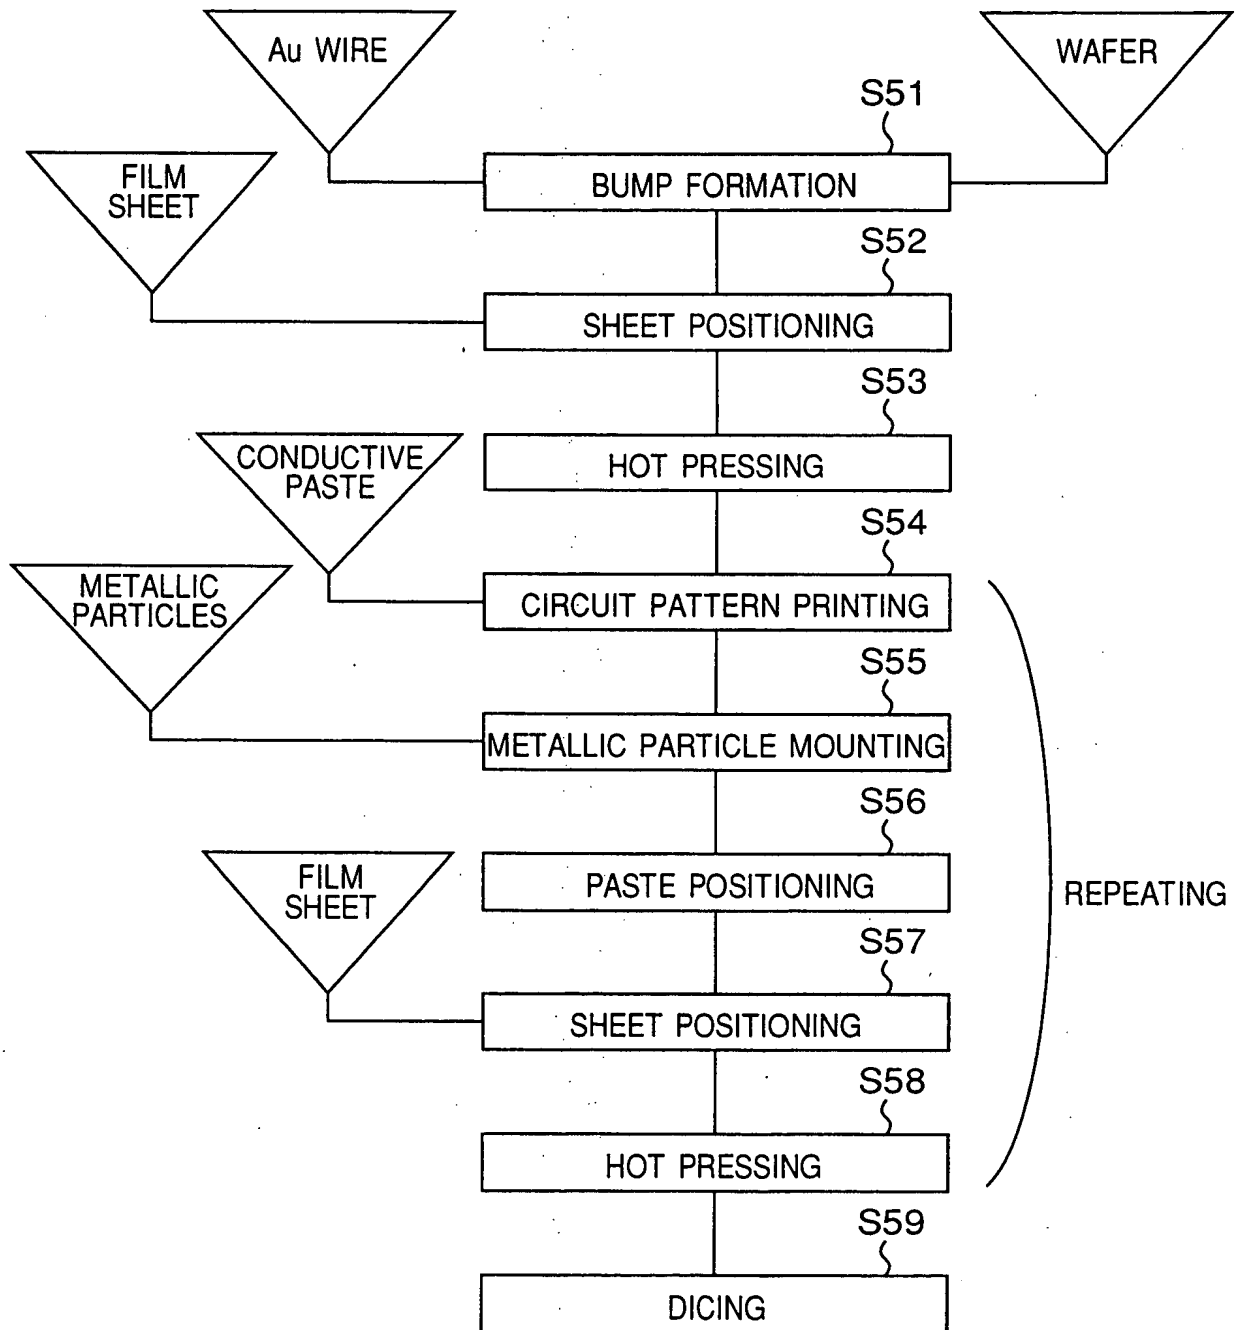 Au WIRE
WAFER
S51
FILM
SHEET
BUMP FORMATION
S52
SHEET POSITIONING
S53
CONDUCTIVE
PASTE
HOT PRESSING
S54
METALLIC
PARTICLES
CIRCUIT PATTERN PRINTING
S55
METALLIC PARTICLE MOUNTING
S56
FILM
SHEET
PASTE POSITIONING
REPEATING
S57
SHEET POSITIONING
S58
HOT PRESSING
S59
DICING